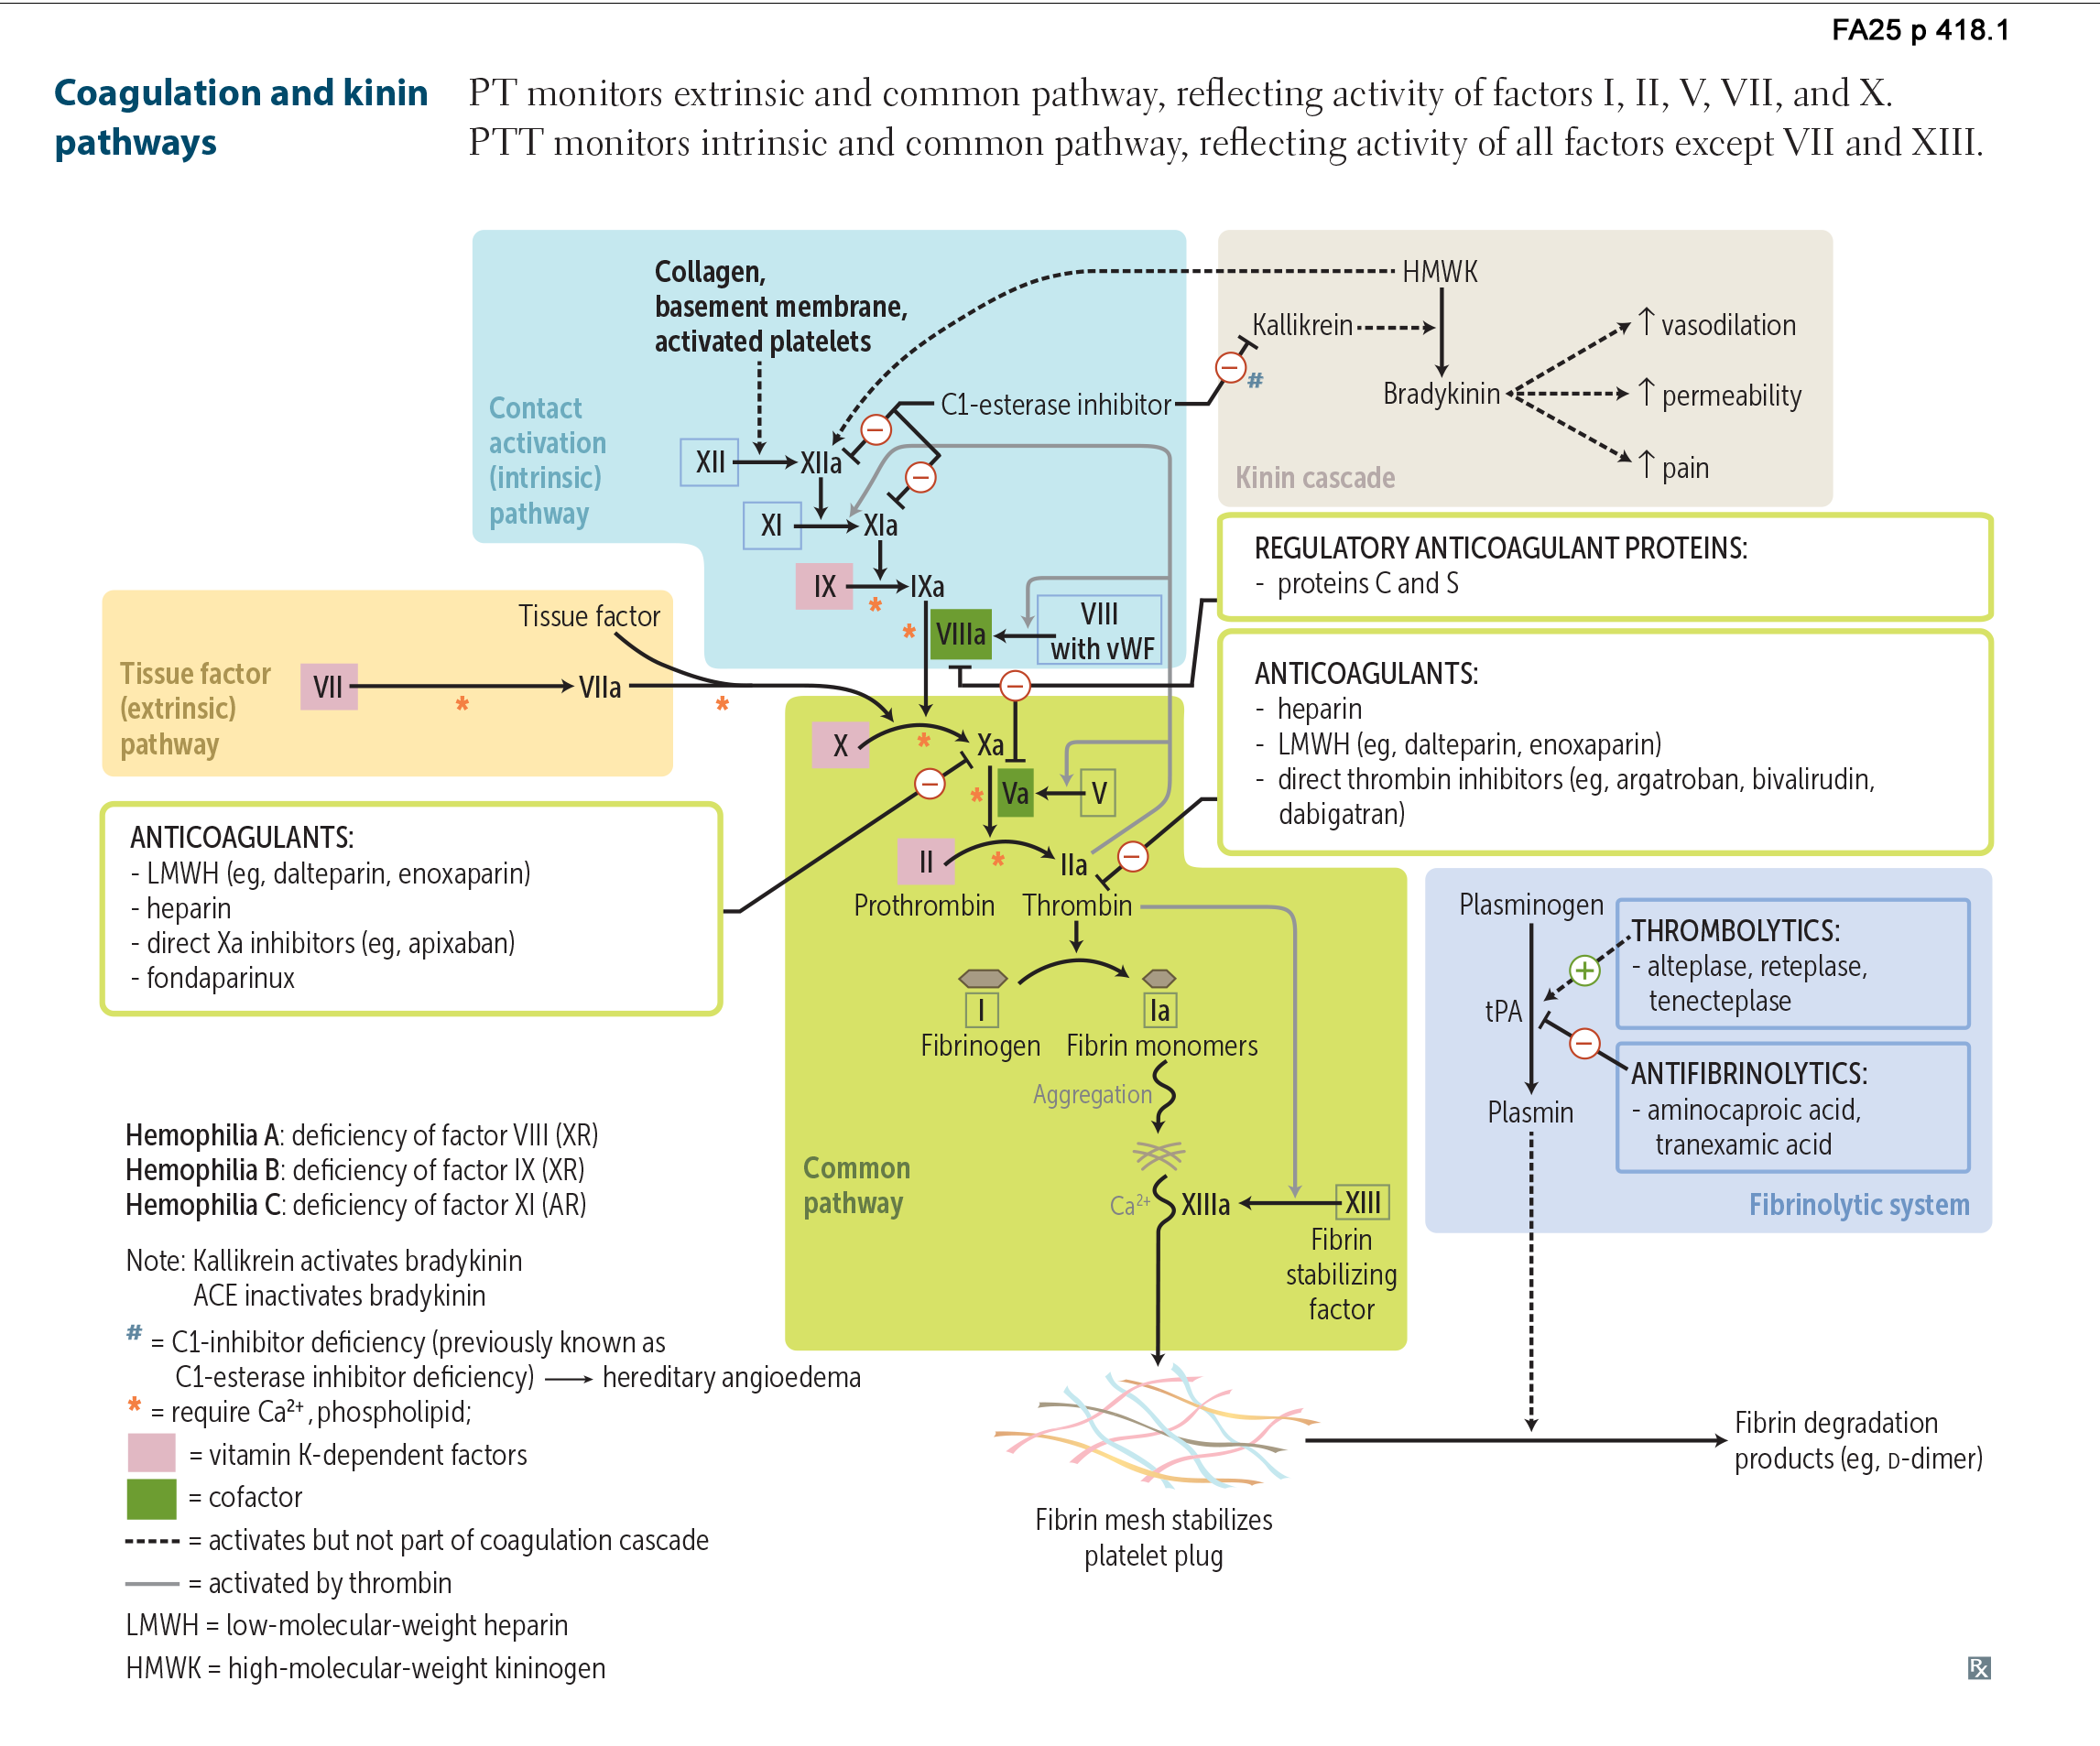 FA25 p 418.1
Coagulation and kinin
pathways
PT monitors extrinsic and common pathway, reflecting activity of factors I, II, V, VII, and X.
PTT monitors intrinsic and common pathway, reflecting activity of all factors except VII and XIII.
Collagen,
basement membrane,
activated platelets
Contact
activation
(intrinsic)
pathway
C1-esterase inhibitor
−
−
−
#
XII
XIIa
XI
XIa
IX
IXa
*
*
VIIIa
VIII
with vWF
HMWK
Kallikrein
Bradykinin
↑ vasodilation
↑ permeability
↑ pain
Kinin cascade
REGULATORY ANTICOAGULANT PROTEINS:
- proteins C and S
Tissue factor
Tissue factor
(extrinsic)
pathway
VII
VIIa
*
*
−
ANTICOAGULANTS:
- heparin
- LMWH (eg, dalteparin, enoxaparin)
- direct thrombin inhibitors (eg, argatroban, bivalirudin,
dabigatran)
X
*
Xa
−
*
Va
V
II
*
IIa
−
Prothrombin
Thrombin
ANTICOAGULANTS:
- LMWH (eg, dalteparin, enoxaparin)
- heparin
- direct Xa inhibitors (eg, apixaban)
- fondaparinux
I
Ia
Fibrinogen
Fibrin monomers
Aggregation
Common
pathway
Ca2+
XIIIa
XIII
Fibrin
stabilizing
factor
Plasminogen
tPA
Plasmin
+
−
THROMBOLYTICS:
- alteplase, reteplase,
tenecteplase
ANTIFIBRINOLYTICS:
- aminocaproic acid,
tranexamic acid
Fibrinolytic system
Hemophilia A: deficiency of factor VIII (XR)
Hemophilia B: deficiency of factor IX (XR)
Hemophilia C: deficiency of factor XI (AR)
Note: Kallikrein activates bradykinin
ACE inactivates bradykinin
# = C1-inhibitor deficiency (previously known as
C1-esterase inhibitor deficiency) → hereditary angioedema
* = require Ca2+, phospholipid;
= vitamin K-dependent factors
= cofactor
= activates but not part of coagulation cascade
= activated by thrombin
LMWH = low-molecular-weight heparin
HMWK = high-molecular-weight kininogen
Fibrin mesh stabilizes
platelet plug
Fibrin degradation
products (eg, D-dimer)
Rx